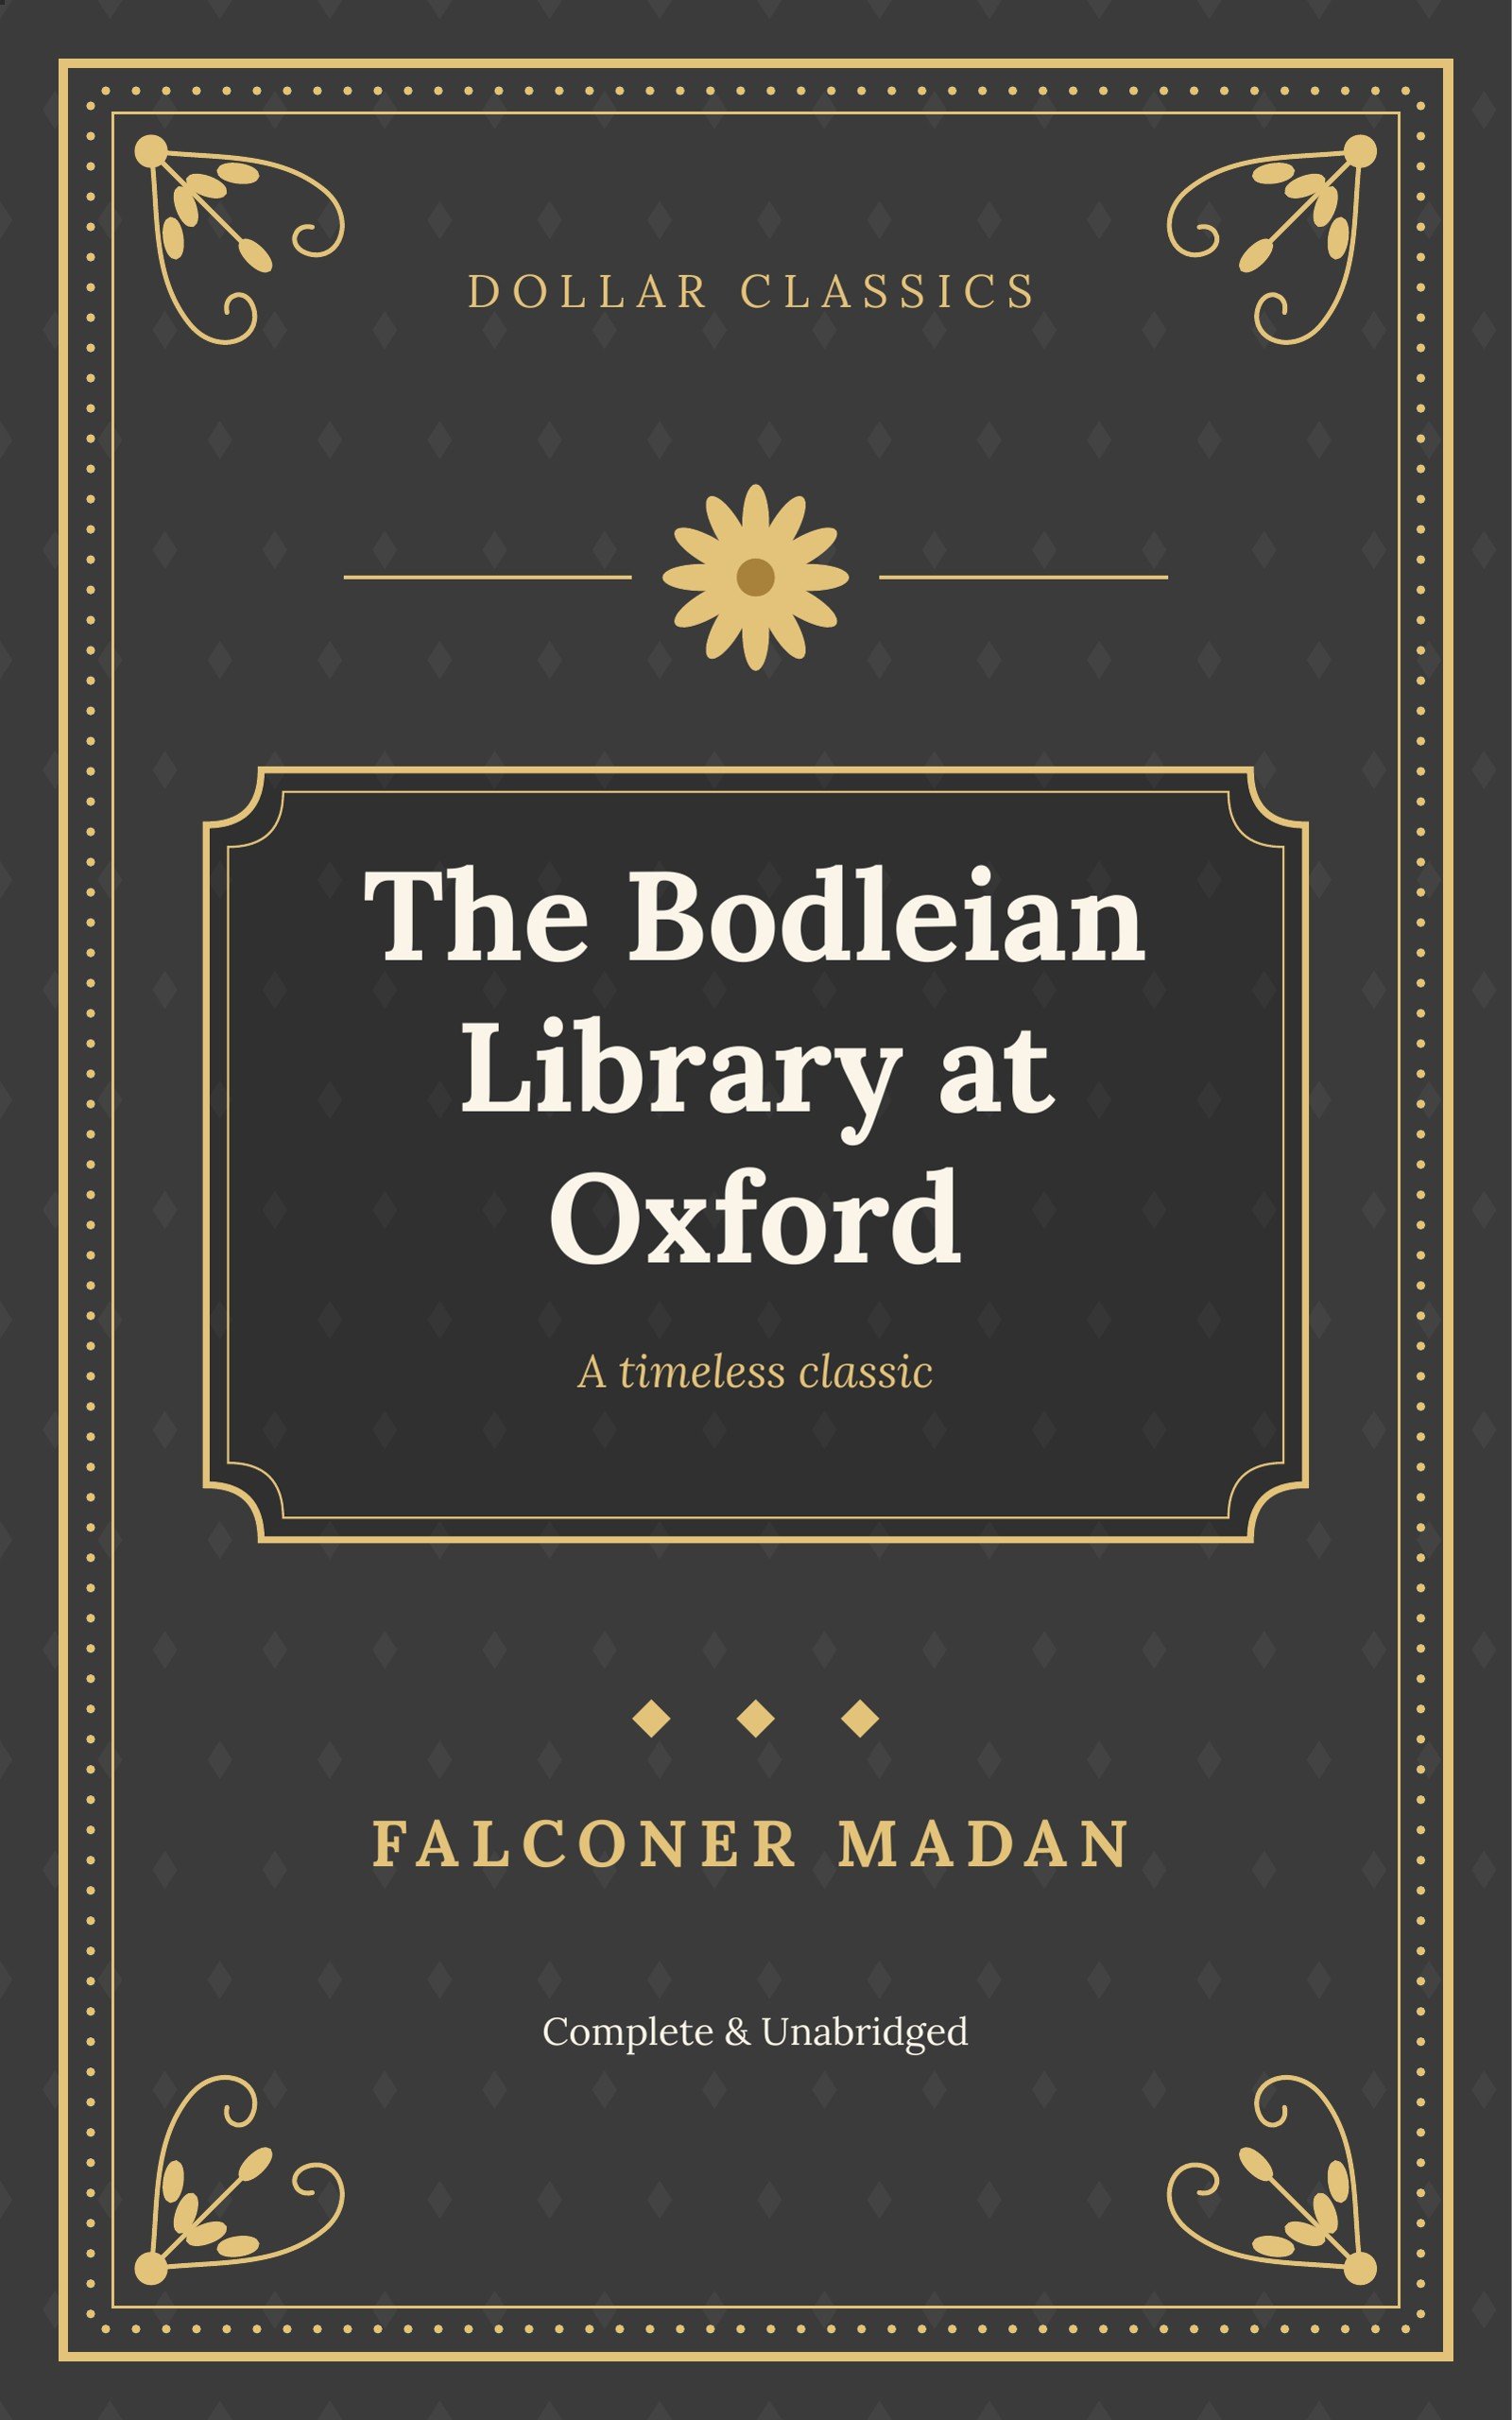 DOLLAR CLASSICS
The Bodleian
Library at
Oxford
A timeless classic
FALCONER MADAN
Complete & Unabridged